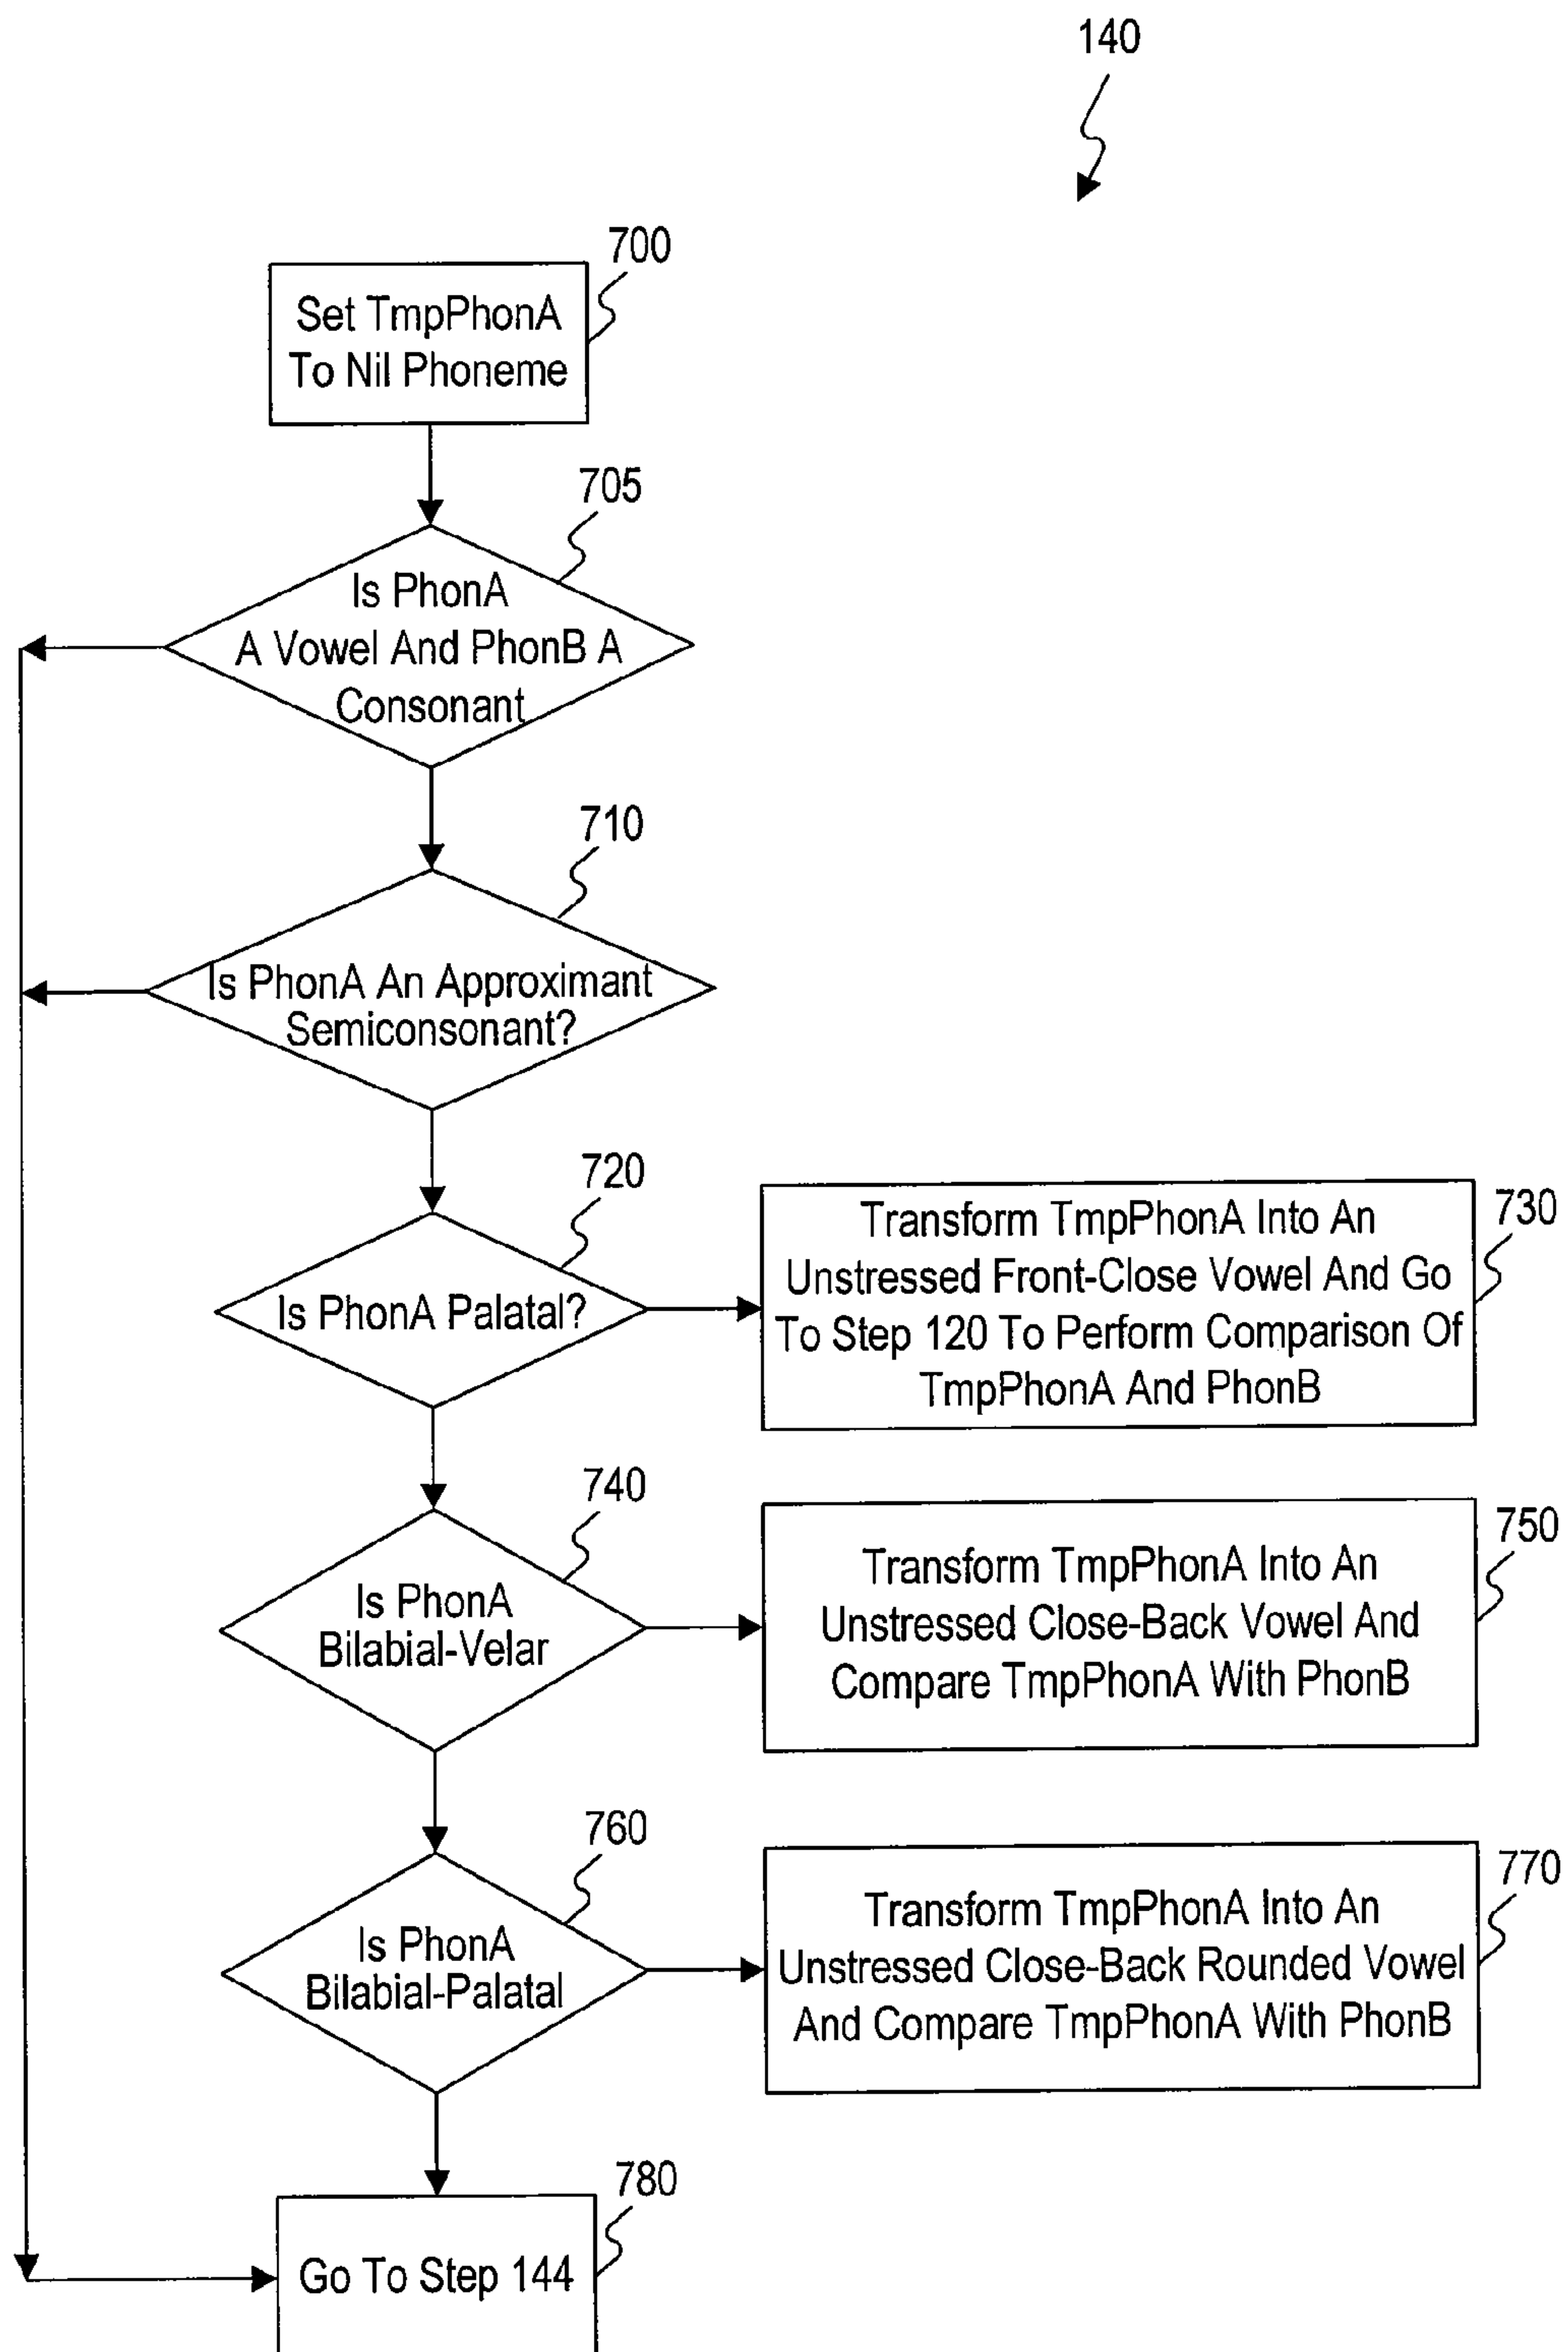 140
700
Set TmpPhonA
To Nil Phoneme
705
Is PhonA
A Vowel And PhonB A
Consonant
710
Is PhonA An Approximant
Semiconsonant?
720
Is PhonA Palatal?
730
Transform TmpPhonA Into An
Unstressed Front-Close Vowel And Go
To Step 120 To Perform Comparison Of
TmpPhonA And PhonB
740
Is PhonA
Bilabial-Velar
750
Transform TmpPhonA Into An
Unstressed Close-Back Vowel And
Compare TmpPhonA With PhonB
760
Is PhonA
Bilabial-Palatal
770
Transform TmpPhonA Into An
Unstressed Close-Back Rounded Vowel
And Compare TmpPhonA With PhonB
780
Go To Step 144